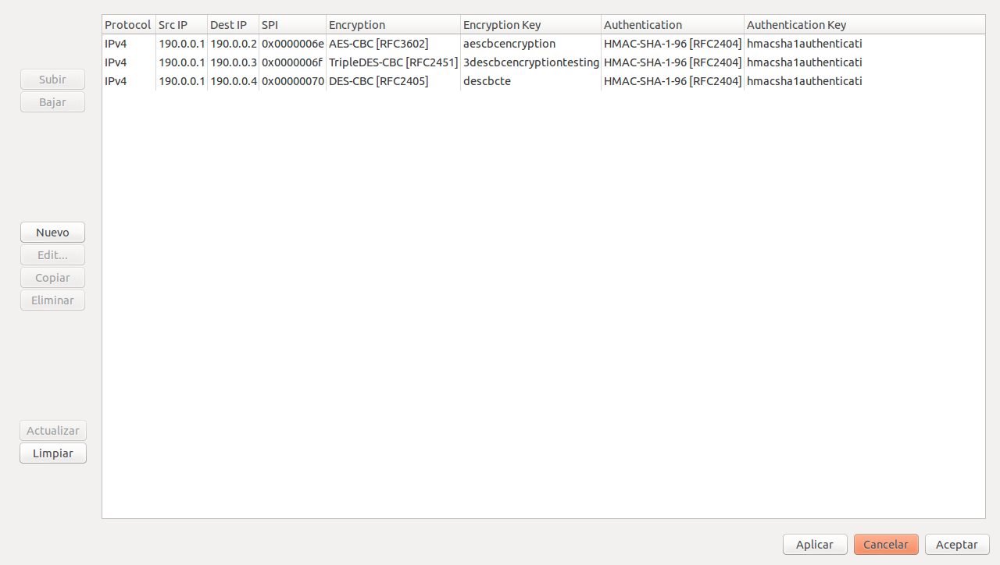 Protocol Src IP Dest IP SPI Encryption Encryption Key Authentication Authentication Key
IPv4 190.0.0.1 190.0.0.2 0x0000006e AES-CBC [RFC3602] aescbcencryption HMAC-SHA-1-96 [RFC2404] hmacsha1authenticati
IPv4 190.0.0.1 190.0.0.3 0x0000006f TripleDES-CBC [RFC2451] 3descbcencryptiontesting HMAC-SHA-1-96 [RFC2404] hmacsha1authenticati
IPv4 190.0.0.1 190.0.0.4 0x00000070 DES-CBC [RFC2405] descbcte HMAC-SHA-1-96 [RFC2404] hmacsha1authenticati
Subir
Bajar
Nuevo
Edit...
Copiar
Eliminar
Actualizar
Limpiar
Aplicar Cancelar Aceptar